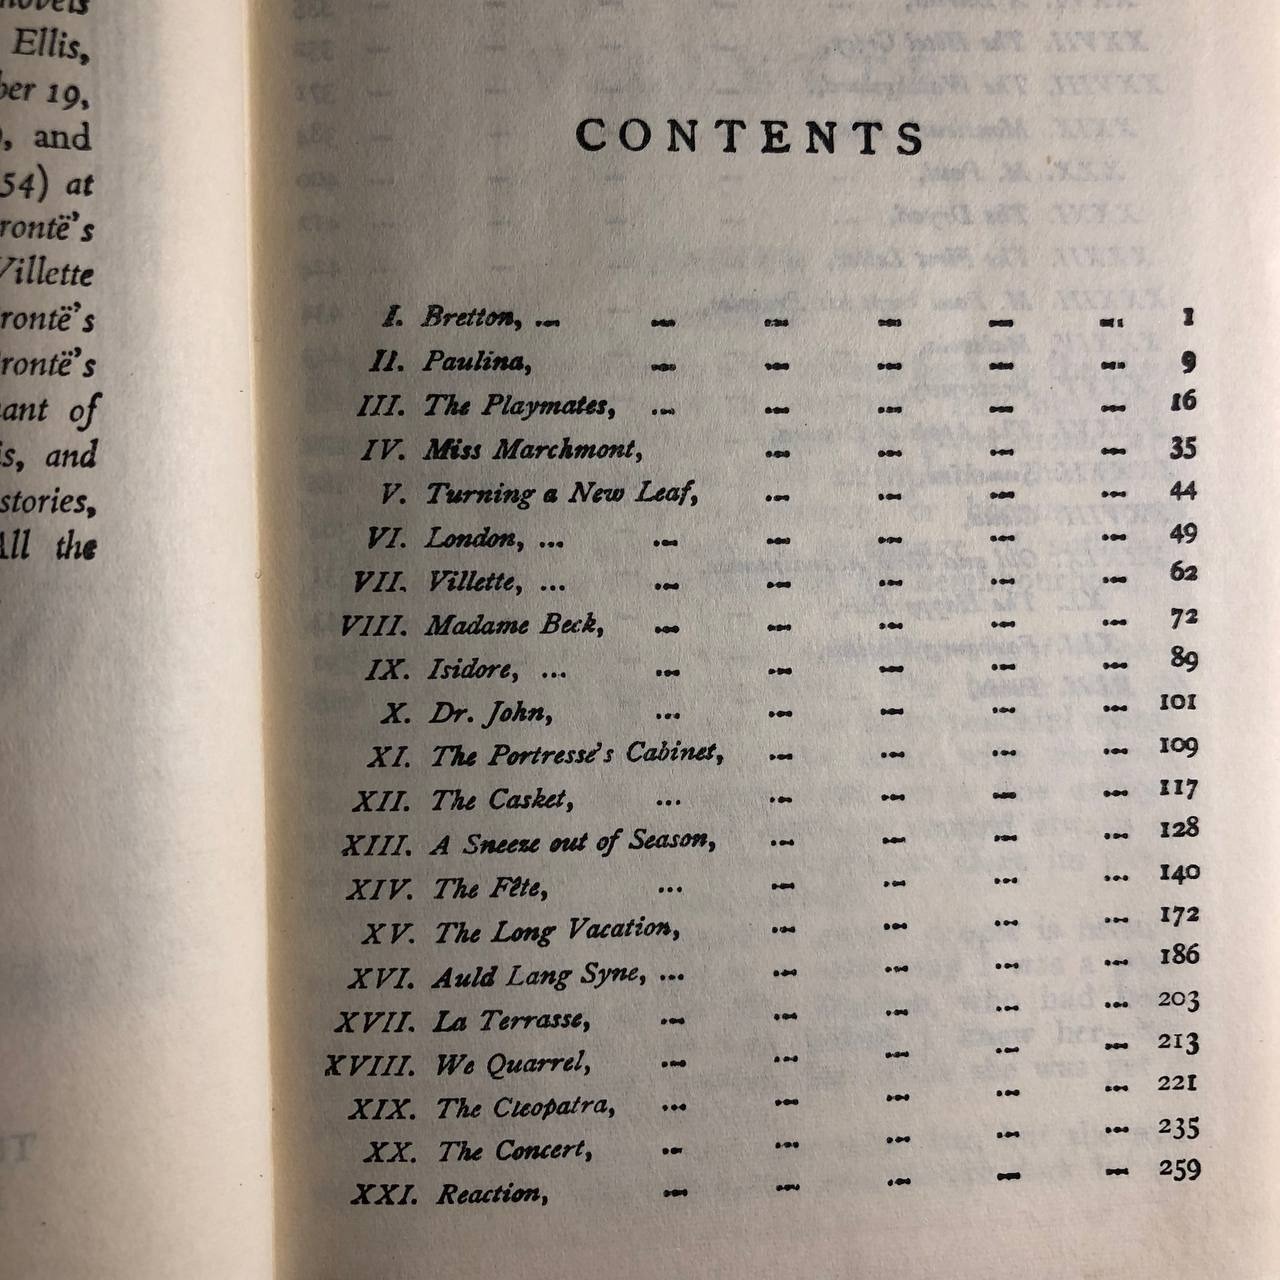 novels
Ellis,
ber 19,
, and
54) at
rontë's
Villette
rontë's
rontë's
ant of
is, and
stories,
All the
CONTENTS
I. Bretton, ... ... ... ... ... ... 1
II. Paulina, ... ... ... ... ... 9
III. The Playmates, ... ... ... ... ... 16
IV. Miss Marchmont, ... ... ... ... 35
V. Turning a New Leaf, ... ... ... ... 44
VI. London, ... ... ... ... ... ... 49
VII. Villette, ... ... ... ... ... ... 62
VIII. Madame Beck, ... ... ... ... ... 72
IX. Isidore, ... ... ... ... ... ... 89
X. Dr. John, ... ... ... ... ... 101
XI. The Portresse's Cabinet, ... ... ... ... 109
XII. The Casket, ... ... ... ... ... 117
XIII. A Sneeze out of Season, ... ... ... ... 128
XIV. The Fête, ... ... ... ... ... 140
XV. The Long Vacation, ... ... ... ... 172
XVI. Auld Lang Syne, ... ... ... ... ... 186
XVII. La Terrasse, ... ... ... ... ... 203
XVIII. We Quarrel, ... ... ... ... ... 213
XIX. The Cleopatra, ... ... ... ... ... 221
XX. The Concert, ... ... ... ... ... 235
XXI. Reaction, ... ... ... ... ... 259